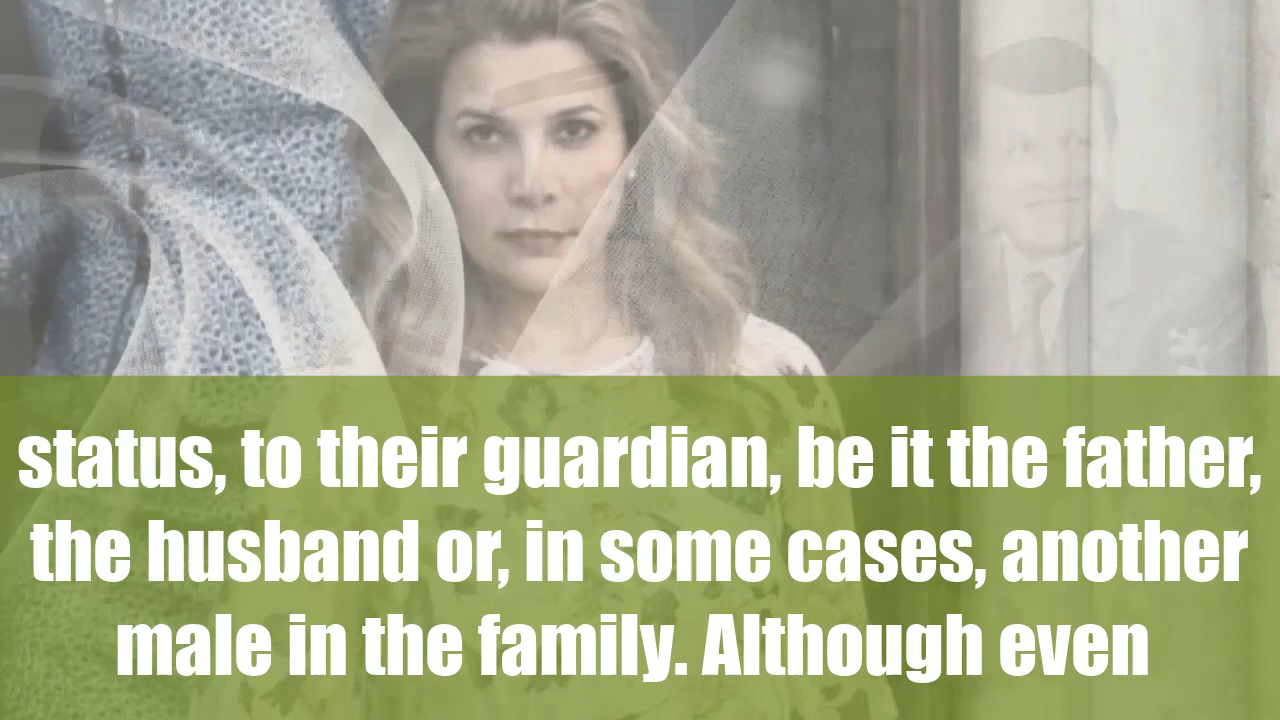 status, to their guardian, be it the father,
the husband or, in some cases, another
male in the family. Although even